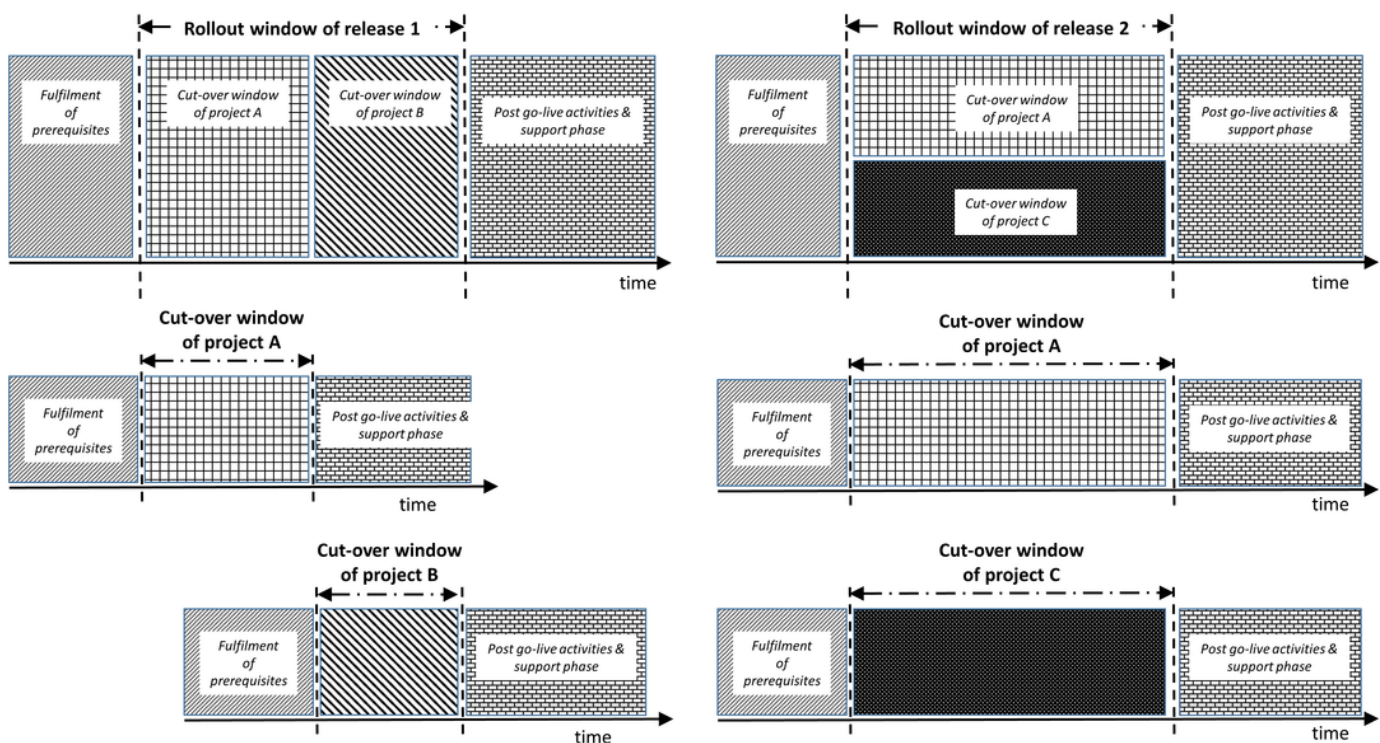 Rollout window of release 1
Fulfilment
of
prerequisites
Cut-over window
of project A
Cut-over window
of project B
Post go-live activities &
support phase
time
Rollout window of release 2
Fulfilment
of
prerequisites
Cut-over window
of project A
Cut-over window
of project C
Post go-live activities &
support phase
time
Cut-over window
of project A
Fulfilment
of
prerequisites
Post go-live activities &
support phase
time
Cut-over window
of project A
Fulfilment
of
prerequisites
Post go-live activities &
support phase
time
Cut-over window
of project B
Fulfilment
of
prerequisites
Post go-live activities &
support phase
time
Cut-over window
of project C
Fulfilment
of
prerequisites
Post go-live activities &
support phase
time